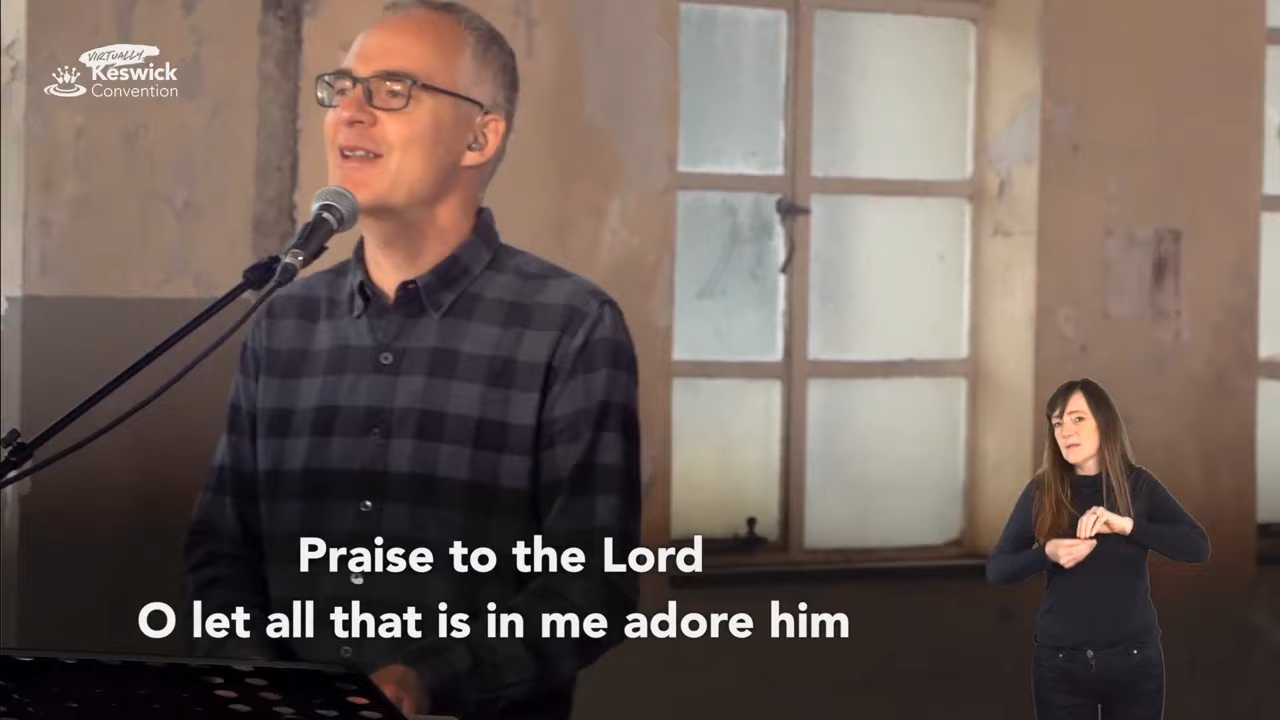 VIRTUALLY
Keswick
Convention
Praise to the Lord
O let all that is in me adore him